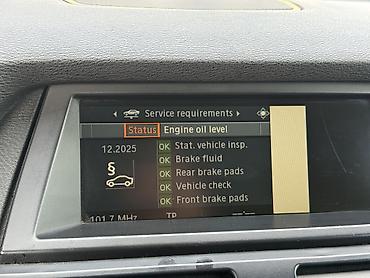 Service requirements
Status Engine oil level
12.2025 OK Stat. vehicle insp.
OK Brake fluid
§ OK Rear brake pads
OK Vehicle check
OK Front brake pads
101.7 MHz TP